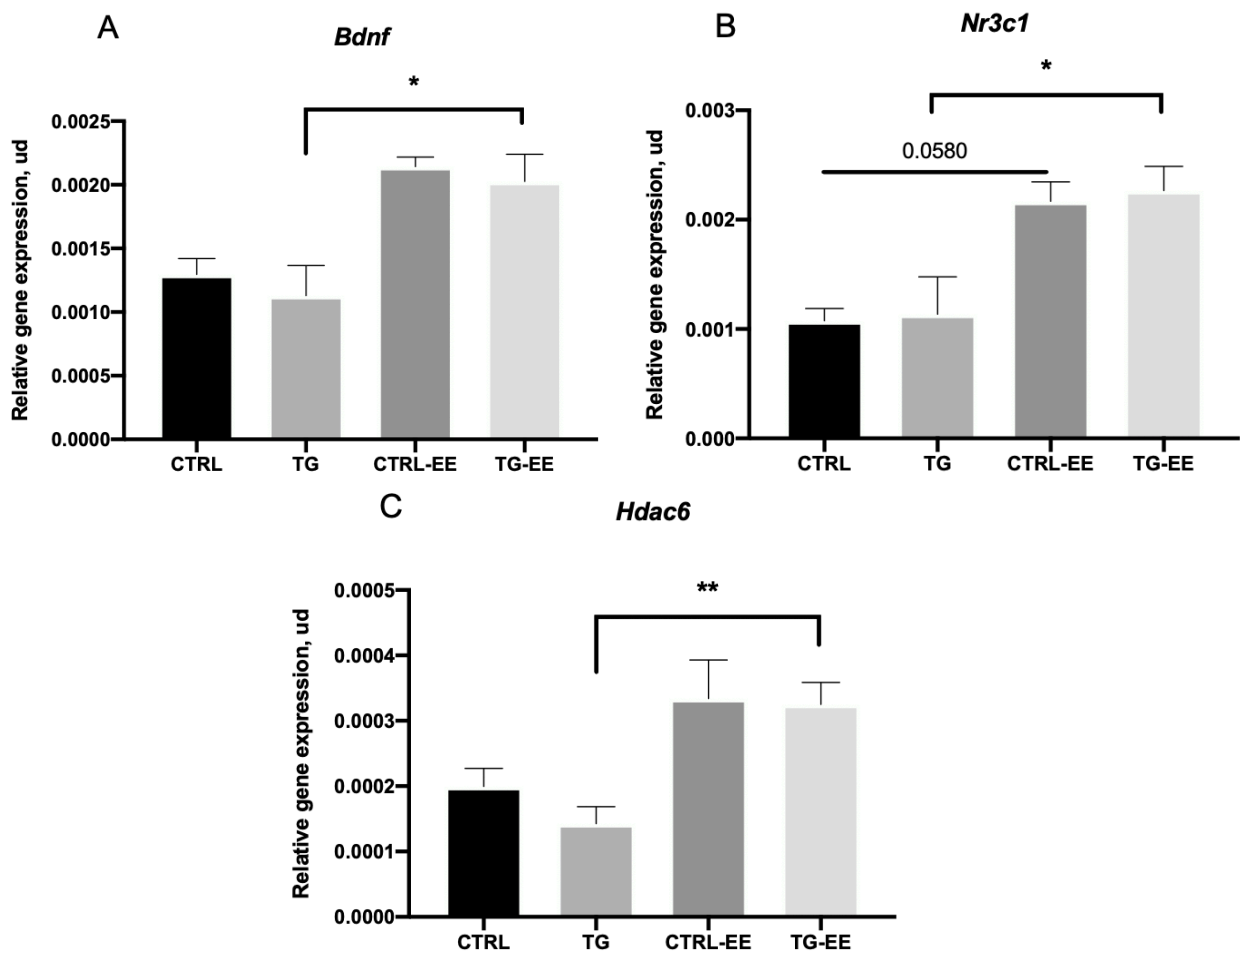 A
Bdnf
*
Relative gene expression, ud
0.0025
0.0020
0.0015
0.0010
0.0005
0.0000
CTRL TG CTRL-EE TG-EE
B
Nr3c1
*
0.0580
Relative gene expression, ud
0.003
0.002
0.001
0.000
CTRL TG CTRL-EE TG-EE
C
Hdac6
**
Relative gene expression, ud
0.0005
0.0004
0.0003
0.0002
0.0001
0.0000
CTRL TG CTRL-EE TG-EE